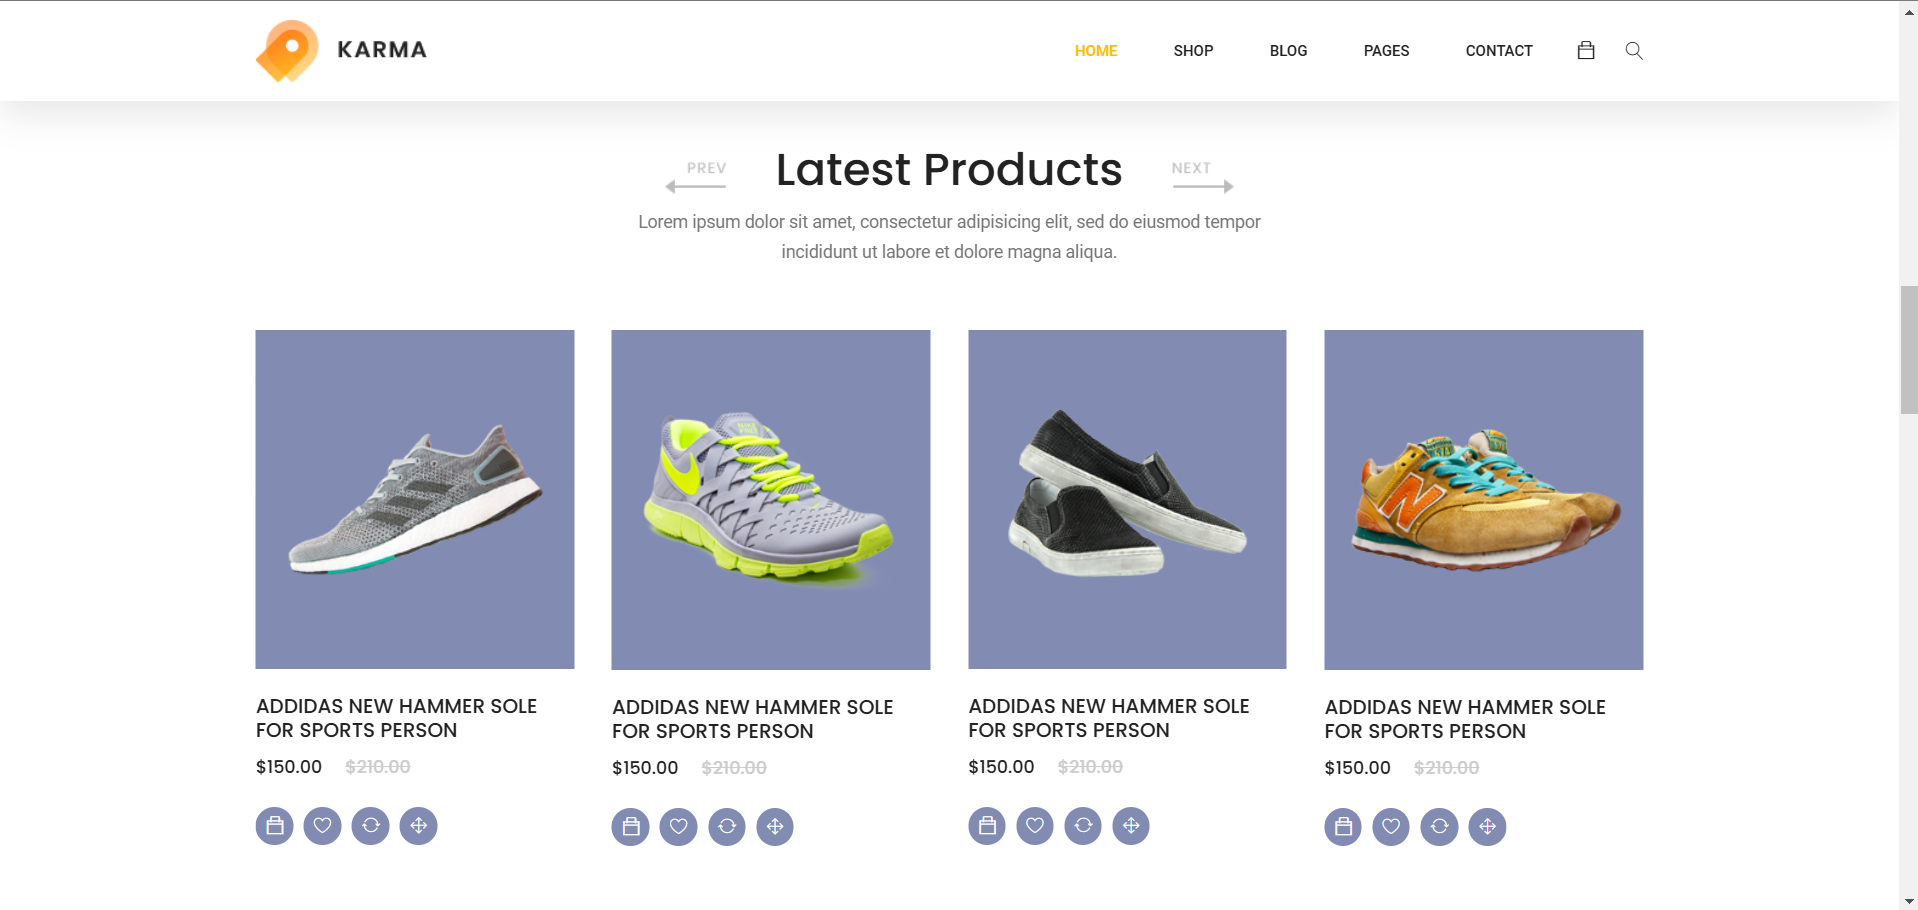 KARMA
HOME SHOP BLOG PAGES CONTACT
PREV Latest Products NEXT
Lorem ipsum dolor sit amet, consectetur adipisicing elit, sed do eiusmod tempor
incididunt ut labore et dolore magna aliqua.
N
ADDIDAS NEW HAMMER SOLE
FOR SPORTS PERSON
$150.00 $210.00
ADDIDAS NEW HAMMER SOLE
FOR SPORTS PERSON
$150.00 $210.00
ADDIDAS NEW HAMMER SOLE
FOR SPORTS PERSON
$150.00 $210.00
ADDIDAS NEW HAMMER SOLE
FOR SPORTS PERSON
$150.00 $210.00